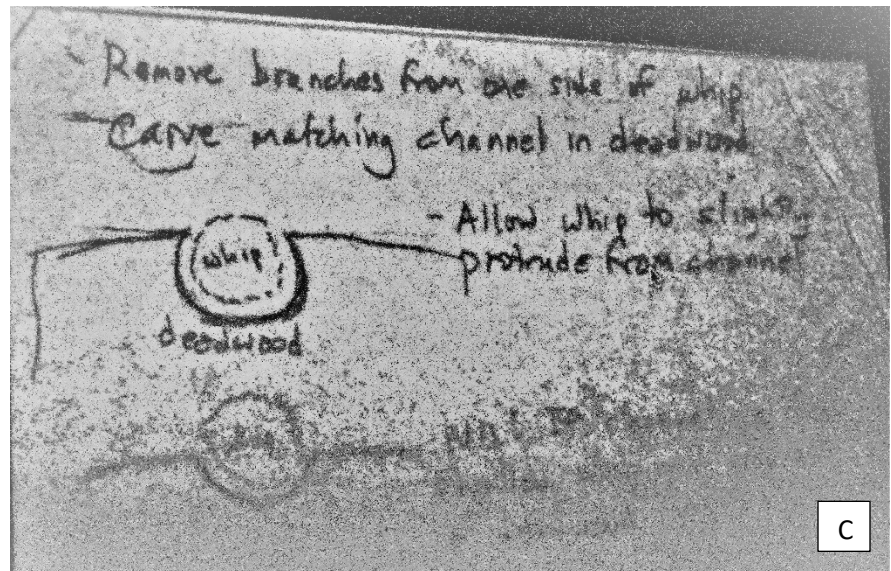 - Remove branches from one side of whip
- Carve matching channel in deadwood
- Allow whip to slightly
protrude from channel
whip
deadwood
C